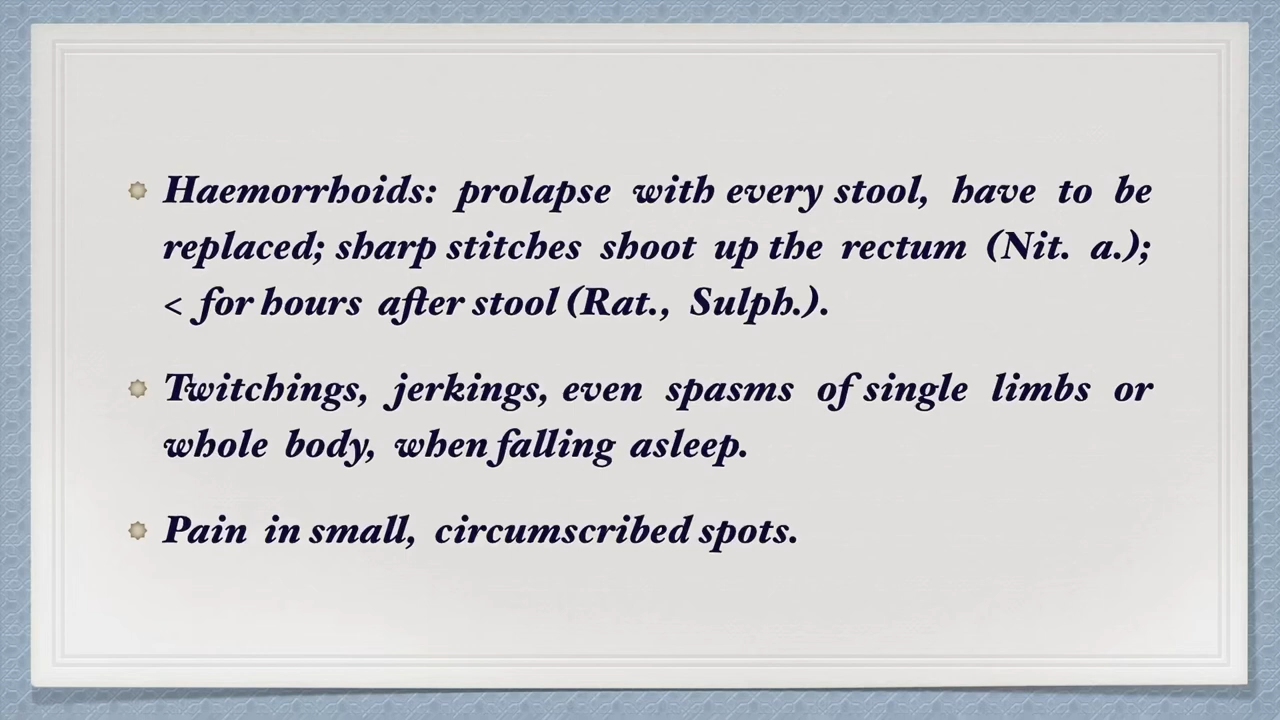 Haemorrhoids: prolapse with every stool, have to be
replaced; sharp stitches shoot up the rectum (Nit. a.);
< for hours after stool (Rat., Sulph.).
Twitchings, jerkings, even spasms of single limbs or
whole body, when falling asleep.
Pain in small, circumscribed spots.